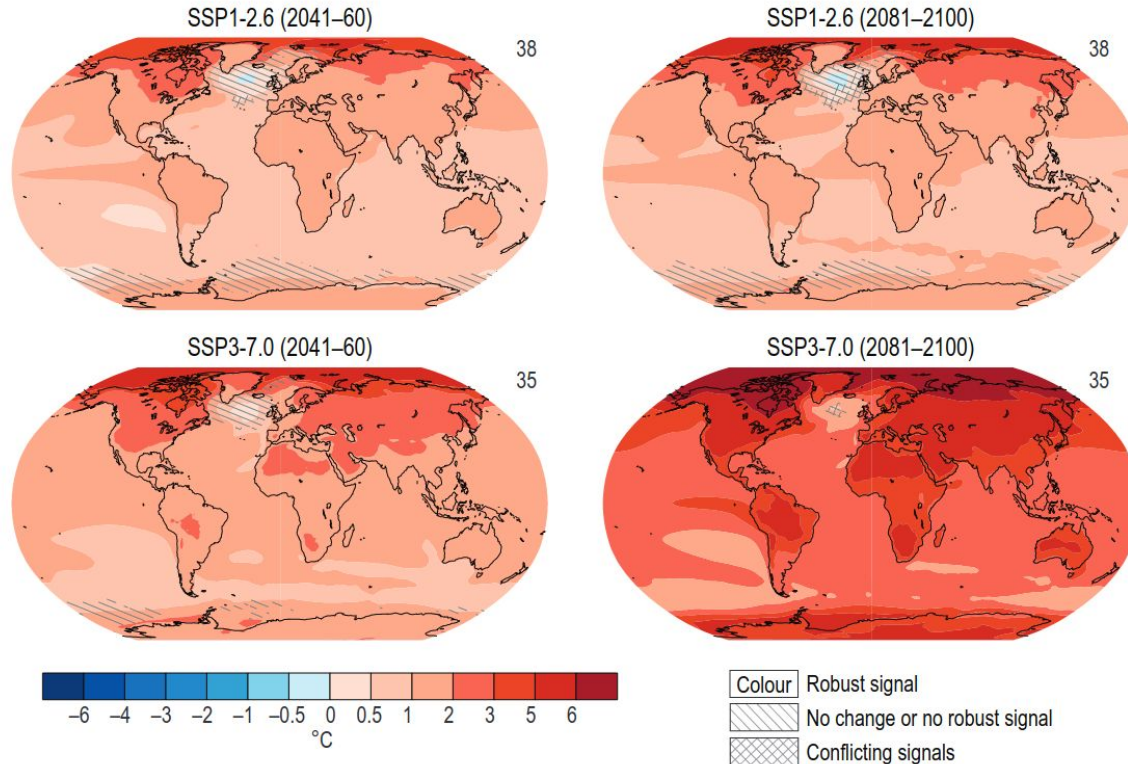 SSP1-2.6 (2041–60)
38
SSP1-2.6 (2081–2100)
38
SSP3-7.0 (2041–60)
35
SSP3-7.0 (2081–2100)
35
–6 –4 –3 –2 –1 –0.5 0 0.5 1 2 3 5 6
°C
Colour Robust signal
No change or no robust signal
Conflicting signals